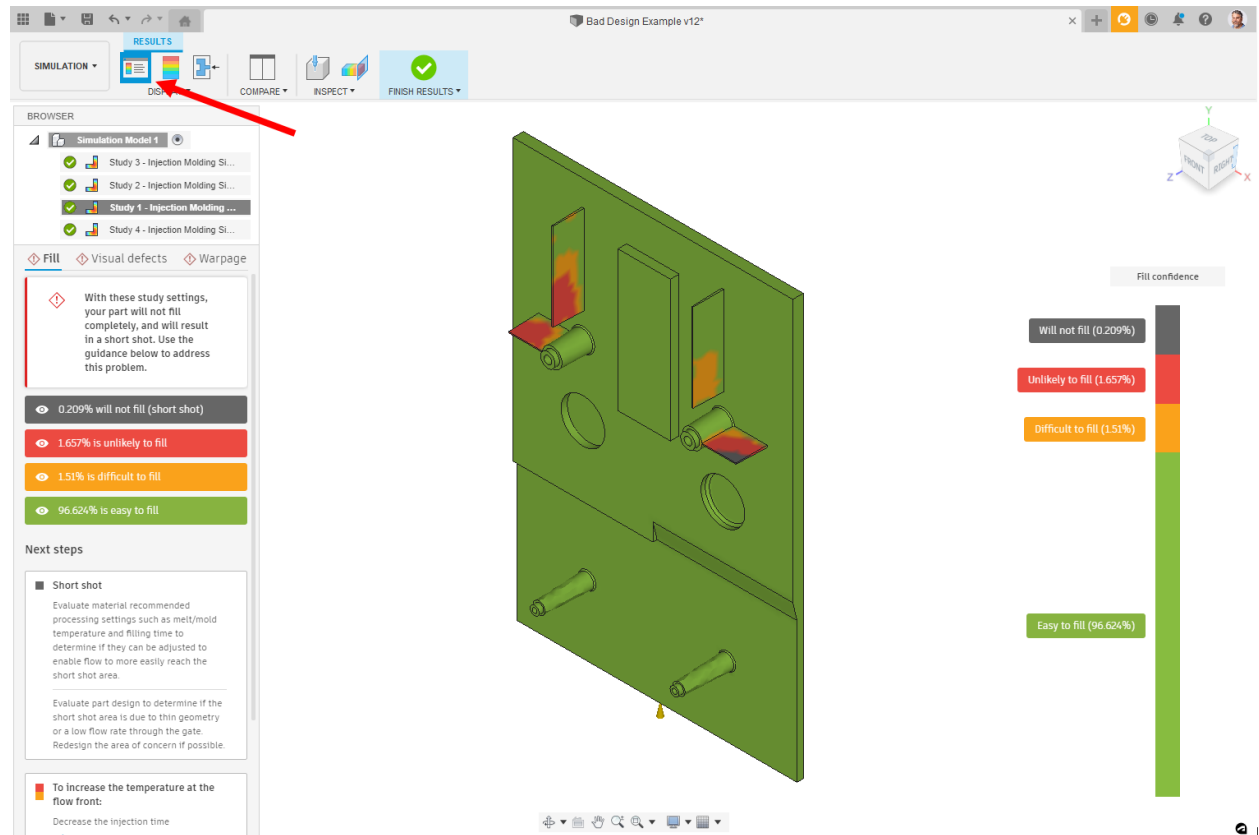 Bad Design Example v12*
RESULTS
SIMULATION
COMPARE
INSPECT
FINISH RESULTS
BROWSER
Simulation Model 1
Study 3 - Injection Molding Si...
Study 2 - Injection Molding Si...
Study 1 - Injection Molding ...
Study 4 - Injection Molding Si...
Fill Visual defects Warpage
With these study settings,
your part will not fill
completely, and will result
in a short shot. Use the
guidance below to address
this problem.
0.209% will not fill (short shot)
1.657% is unlikely to fill
1.51% is difficult to fill
96.624% is easy to fill
Next steps
Short shot
Evaluate material recommended
processing settings such as melt/mold
temperature and filling time to
determine if they can be adjusted to
enable flow to more easily reach the
short shot area.
Evaluate part design to determine if the
short shot area is due to thin geometry
or a low flow rate through the gate.
Redesign the area of concern if possible.
To increase the temperature at the
flow front:
Decrease the injection time
Y
TOP
FRONT
RIGHT
Z
X
Fill confidence
Will not fill (0.209%)
Unlikely to fill (1.657%)
Difficult to fill (1.51%)
Easy to fill (96.624%)